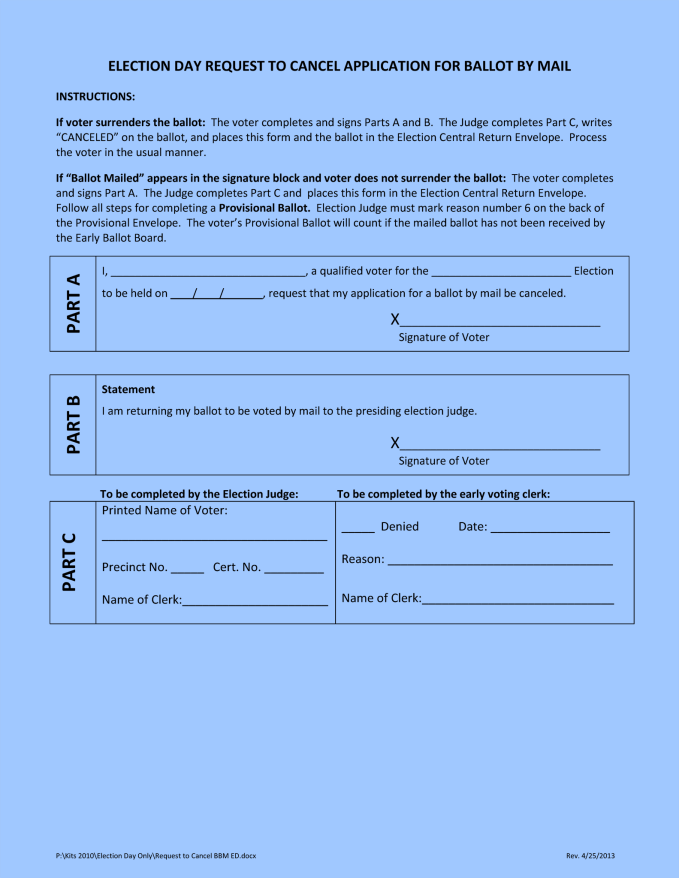 ELECTION DAY REQUEST TO CANCEL APPLICATION FOR BALLOT BY MAIL
INSTRUCTIONS:
If voter surrenders the ballot:  The voter completes and signs Parts A and B.  The Judge completes Part C, writes
“CANCELED” on the ballot, and places this form and the ballot in the Election Central Return Envelope.  Process
the voter in the usual manner.
If “Ballot Mailed” appears in the signature block and voter does not surrender the ballot:  The voter completes
and signs Part A.  The Judge completes Part C and  places this form in the Election Central Return Envelope.
Follow all steps for completing a Provisional Ballot.  Election Judge must mark reason number 6 on the back of
the Provisional Envelope.  The voter’s Provisional Ballot will count if the mailed ballot has not been received by
the Early Ballot Board.
PART A
I, ________________________________, a qualified voter for the _______________________ Election
to be held on ____/____/_______, request that my application for a ballot by mail be canceled.
X_________________________________
Signature of Voter
PART B
Statement
I am returning my ballot to be voted by mail to the presiding election judge.
X_________________________________
Signature of Voter
To be completed by the Election Judge:
PART C
Printed Name of Voter:
__________________________________
Precinct No. _____  Cert. No. _________
Name of Clerk:______________________
To be completed by the early voting clerk:
_____ Denied Date: __________________
Reason: __________________________________
Name of Clerk:_____________________________
P:\Kits 2010\Election Day Only\Request to Cancel BBM ED.docx Rev. 4/25/2013